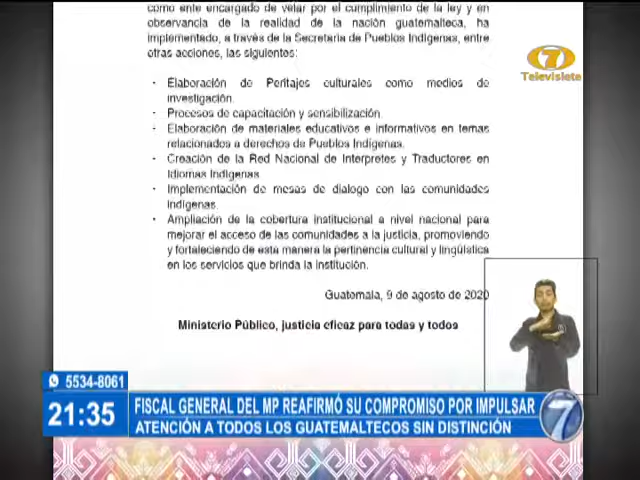 como ente encargado de velar por el cumplimiento de la ley y en
observancia de la realidad de la nación guatemalteca, ha
implementado, a través de la Secretaría de Pueblos Indígenas, entre
otras acciones, las siguientes:
7
Televisiete
- Elaboración de Peritajes culturales como medios de
investigación.
- Procesos de capacitación y sensibilización.
- Elaboración de materiales educativos e informativos en temas
relacionados a derechos de Pueblos Indígenas.
- Creación de la Red Nacional de Interpretes y Traductores en
Idiomas Indígenas
- Implementación de mesas de dialogo con las comunidades
indígenas.
- Ampliación de la cobertura institucional a nivel nacional para
mejorar el acceso de las comunidades a la justicia, promoviendo
y fortaleciendo de esta manera la pertinencia cultural y lingüística
en los servicios que brinda la institución.
Guatemala, 9 de agosto de 2020
Ministerio Público, justicia eficaz para todas y todos
5534-8061
21:35
FISCAL GENERAL DEL MP REAFIRMÓ SU COMPROMISO POR IMPULSAR
ATENCIÓN A TODOS LOS GUATEMALTECOS SIN DISTINCIÓN
7